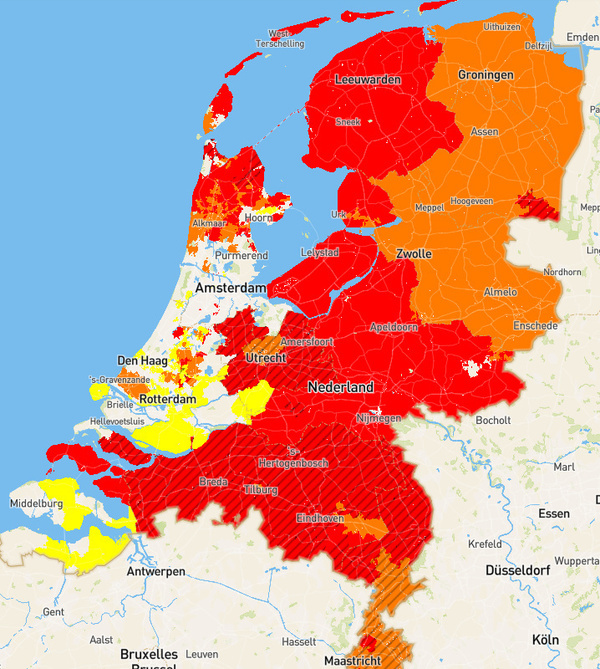 Uithuizen
Emden
West-
Terschelling
Delfzijl
Leeuwarden
Groningen
Sneek
Assen
Meppel
Hoogeveen
Urk
Alkmaar
Hoorn
Purmerend
Lelystad
Zwolle
Nordhorn
Amsterdam
Almelo
Apeldoorn
Enschede
Amersfoort
Den Haag
Utrecht
's-Gravenzande
Nederland
Rotterdam
Brielle
Hellevoetsluis
Nijmegen
Bocholt
's-
Hertogenbosch
Marl
Breda
Tilburg
Middelburg
Eindhoven
Essen
Krefeld
Wupperta
Antwerpen
Düsseldorf
Gent
Aalst
Hasselt
Köln
Bruxelles
Leuven
Brussel
Maastricht